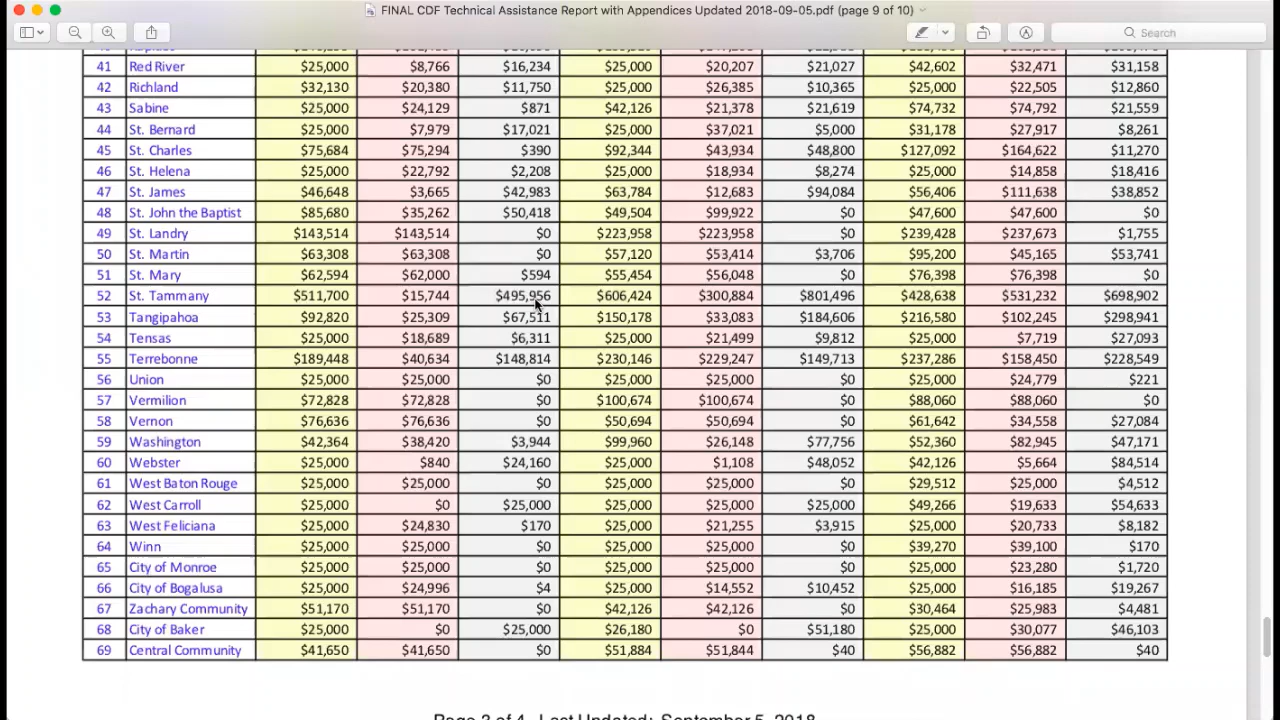 FINAL CDF Technical Assistance Report with Appendices Updated 2018-09-05.pdf (page 9 of 10)
Search
41 Red River $25,000 $8,766 $16,234 $25,000 $20,207 $21,027 $42,602 $32,471 $31,158
42 Richland $32,130 $20,380 $11,750 $25,000 $26,385 $10,365 $25,000 $22,505 $12,860
43 Sabine $25,000 $24,129 $871 $42,126 $21,378 $21,619 $74,732 $74,792 $21,559
44 St. Bernard $25,000 $7,979 $17,021 $25,000 $37,021 $5,000 $31,178 $27,917 $8,261
45 St. Charles $75,684 $75,294 $390 $92,344 $43,934 $48,800 $127,092 $164,622 $11,270
46 St. Helena $25,000 $22,792 $2,208 $25,000 $18,934 $8,274 $25,000 $14,858 $18,416
47 St. James $46,648 $3,665 $42,983 $63,784 $12,683 $94,084 $56,406 $111,638 $38,852
48 St. John the Baptist $85,680 $35,262 $50,418 $49,504 $99,922 $0 $47,600 $47,600 $0
49 St. Landry $143,514 $143,514 $0 $223,958 $223,958 $0 $239,428 $237,673 $1,755
50 St. Martin $63,308 $63,308 $0 $57,120 $53,414 $3,706 $95,200 $45,165 $53,741
51 St. Mary $62,594 $62,000 $594 $55,454 $56,048 $0 $76,398 $76,398 $0
52 St. Tammany $511,700 $15,744 $495,956 $606,424 $300,884 $801,496 $428,638 $531,232 $698,902
53 Tangipahoa $92,820 $25,309 $67,511 $150,178 $33,083 $184,606 $216,580 $102,245 $298,941
54 Tensas $25,000 $18,689 $6,311 $25,000 $21,499 $9,812 $25,000 $7,719 $27,093
55 Terrebonne $189,448 $40,634 $148,814 $230,146 $229,247 $149,713 $237,286 $158,450 $228,549
56 Union $25,000 $25,000 $0 $25,000 $25,000 $0 $25,000 $24,779 $221
57 Vermilion $72,828 $72,828 $0 $100,674 $100,674 $0 $88,060 $88,060 $0
58 Vernon $76,636 $76,636 $0 $50,694 $50,694 $0 $61,642 $34,558 $27,084
59 Washington $42,364 $38,420 $3,944 $99,960 $26,148 $77,756 $52,360 $82,945 $47,171
60 Webster $25,000 $840 $24,160 $25,000 $1,108 $48,052 $42,126 $5,664 $84,514
61 West Baton Rouge $25,000 $25,000 $0 $25,000 $25,000 $0 $29,512 $25,000 $4,512
62 West Carroll $25,000 $0 $25,000 $25,000 $25,000 $25,000 $49,266 $19,633 $54,633
63 West Feliciana $25,000 $24,830 $170 $25,000 $21,255 $3,915 $25,000 $20,733 $8,182
64 Winn $25,000 $25,000 $0 $25,000 $25,000 $0 $39,270 $39,100 $170
65 City of Monroe $25,000 $25,000 $0 $25,000 $25,000 $0 $25,000 $23,280 $1,720
66 City of Bogalusa $25,000 $24,996 $4 $25,000 $14,552 $10,452 $25,000 $16,185 $19,267
67 Zachary Community $51,170 $51,170 $0 $42,126 $42,126 $0 $30,464 $25,983 $4,481
68 City of Baker $25,000 $0 $25,000 $26,180 $0 $51,180 $25,000 $30,077 $46,103
69 Central Community $41,650 $41,650 $0 $51,884 $51,844 $40 $56,882 $56,882 $40
Page 3 of 4 Last Updated: September 5, 2018